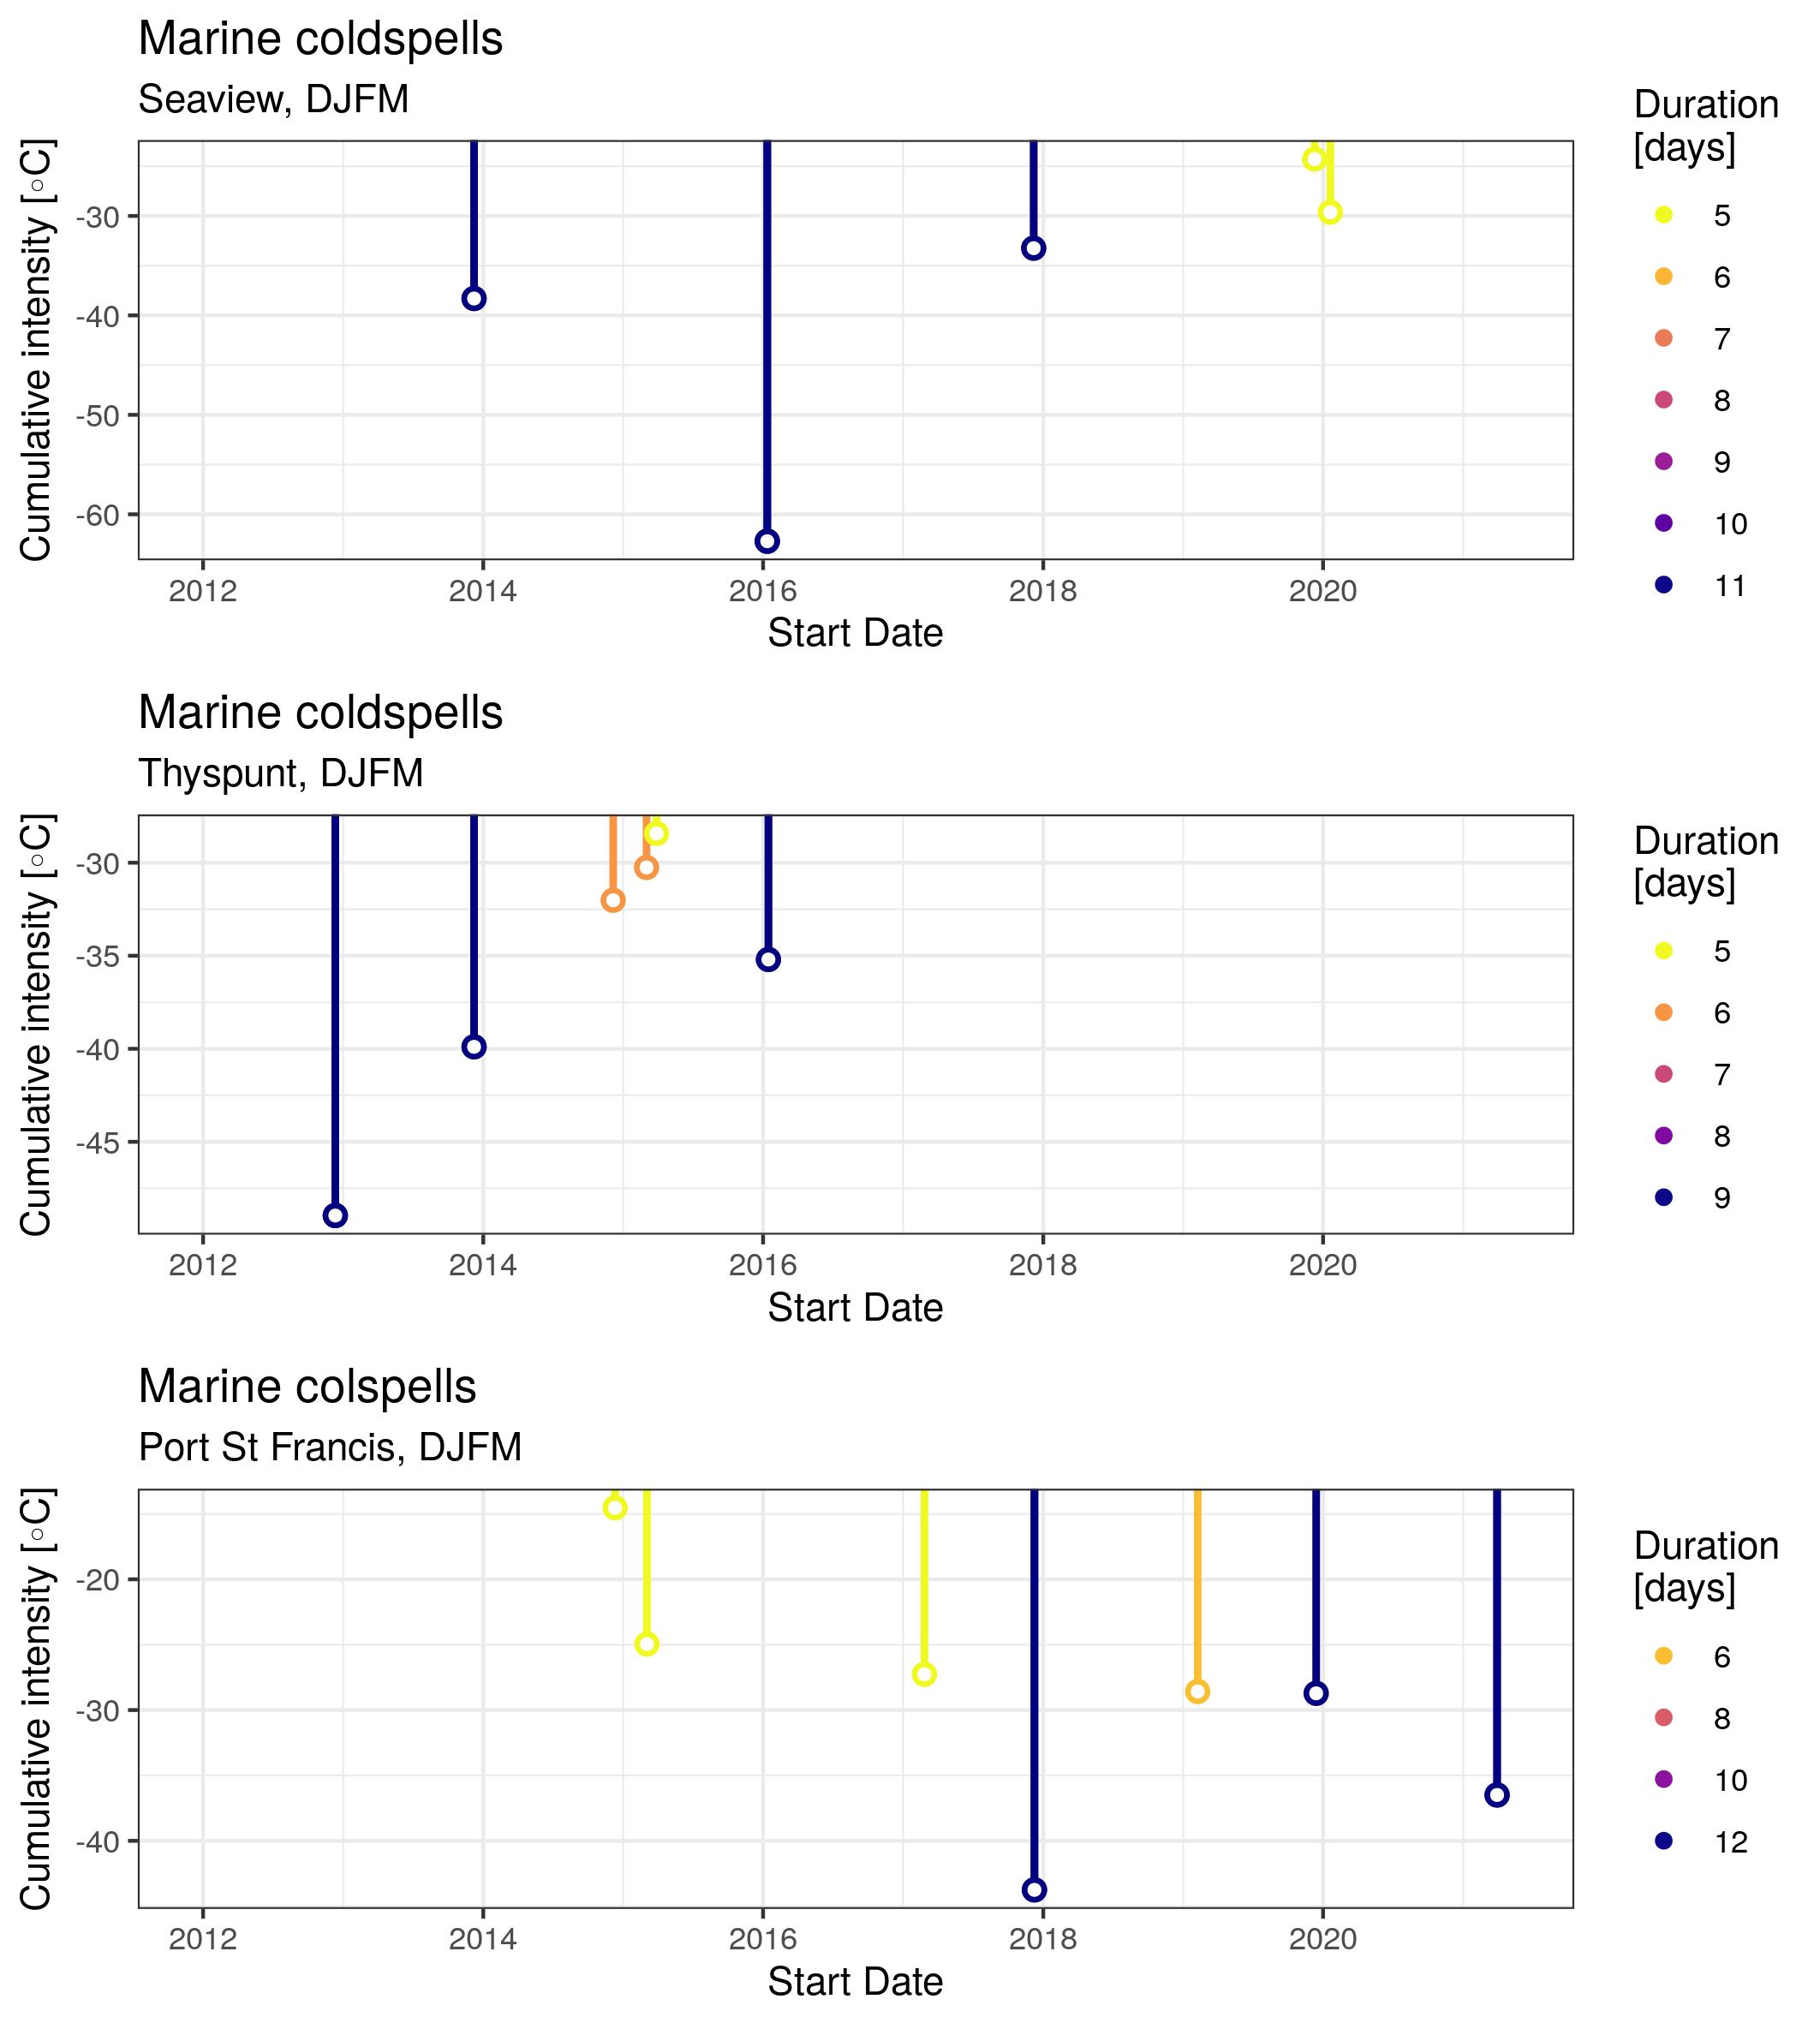 Marine coldspells
Seaview, DJFM
Cumulative intensity [◦C]
-30
-40
-50
-60
2012 2014 2016 2018 2020
Start Date
Duration
[days]
5
6
7
8
9
10
11
Marine coldspells
Thyspunt, DJFM
Cumulative intensity [◦C]
-30
-35
-40
-45
2012 2014 2016 2018 2020
Start Date
Duration
[days]
5
6
7
8
9
Marine colspells
Port St Francis, DJFM
Cumulative intensity [◦C]
-20
-30
-40
2012 2014 2016 2018 2020
Start Date
Duration
[days]
6
8
10
12